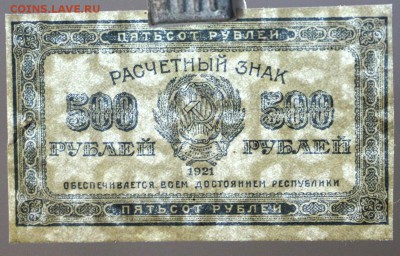 COINS.LAVE.RU
ПЯТЬСОТ РУБЛЕЙ
РАСЧЕТНЫЙ ЗНАК
500 500
РУБЛЕЙ РУБЛЕЙ
1921
ОБЕСПЕЧИВАЕТСЯ ВСЕМ ДОСТОЯНИЕМ РЕСПУБЛИКИ
ПЯТЬСОТ РУБЛЕЙ